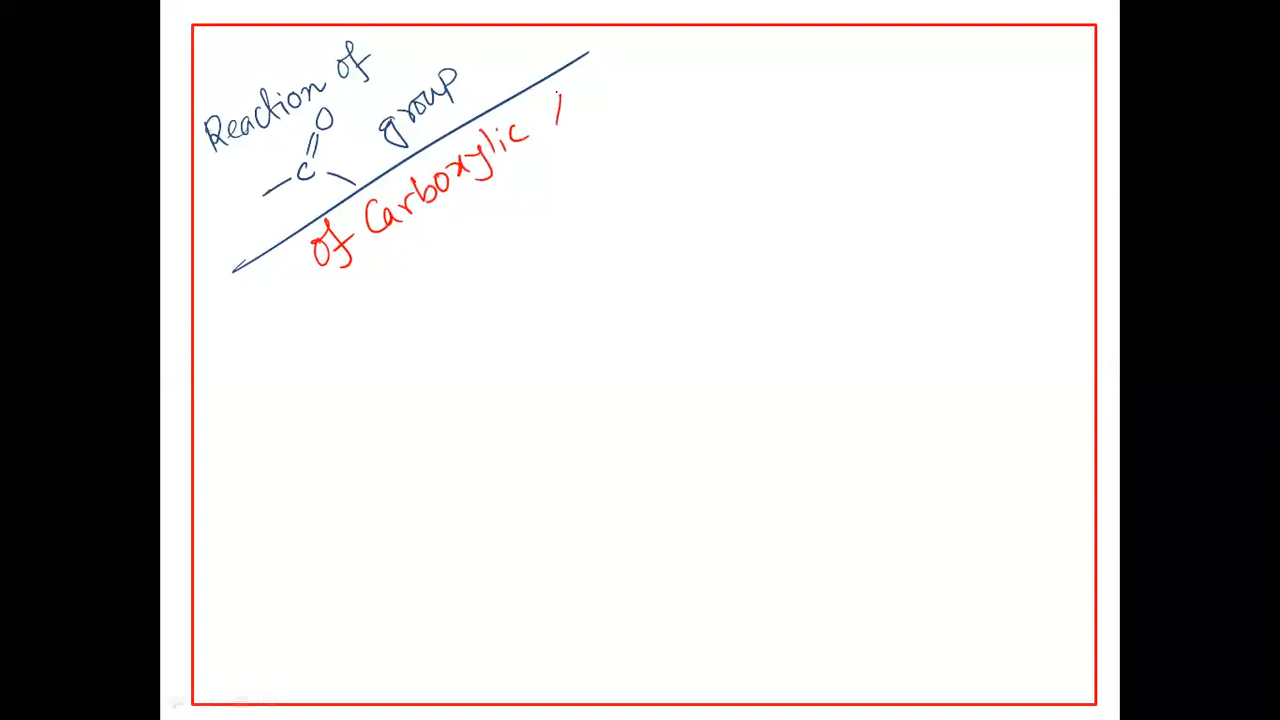 Reaction of
O
-C group
of Carboxylic